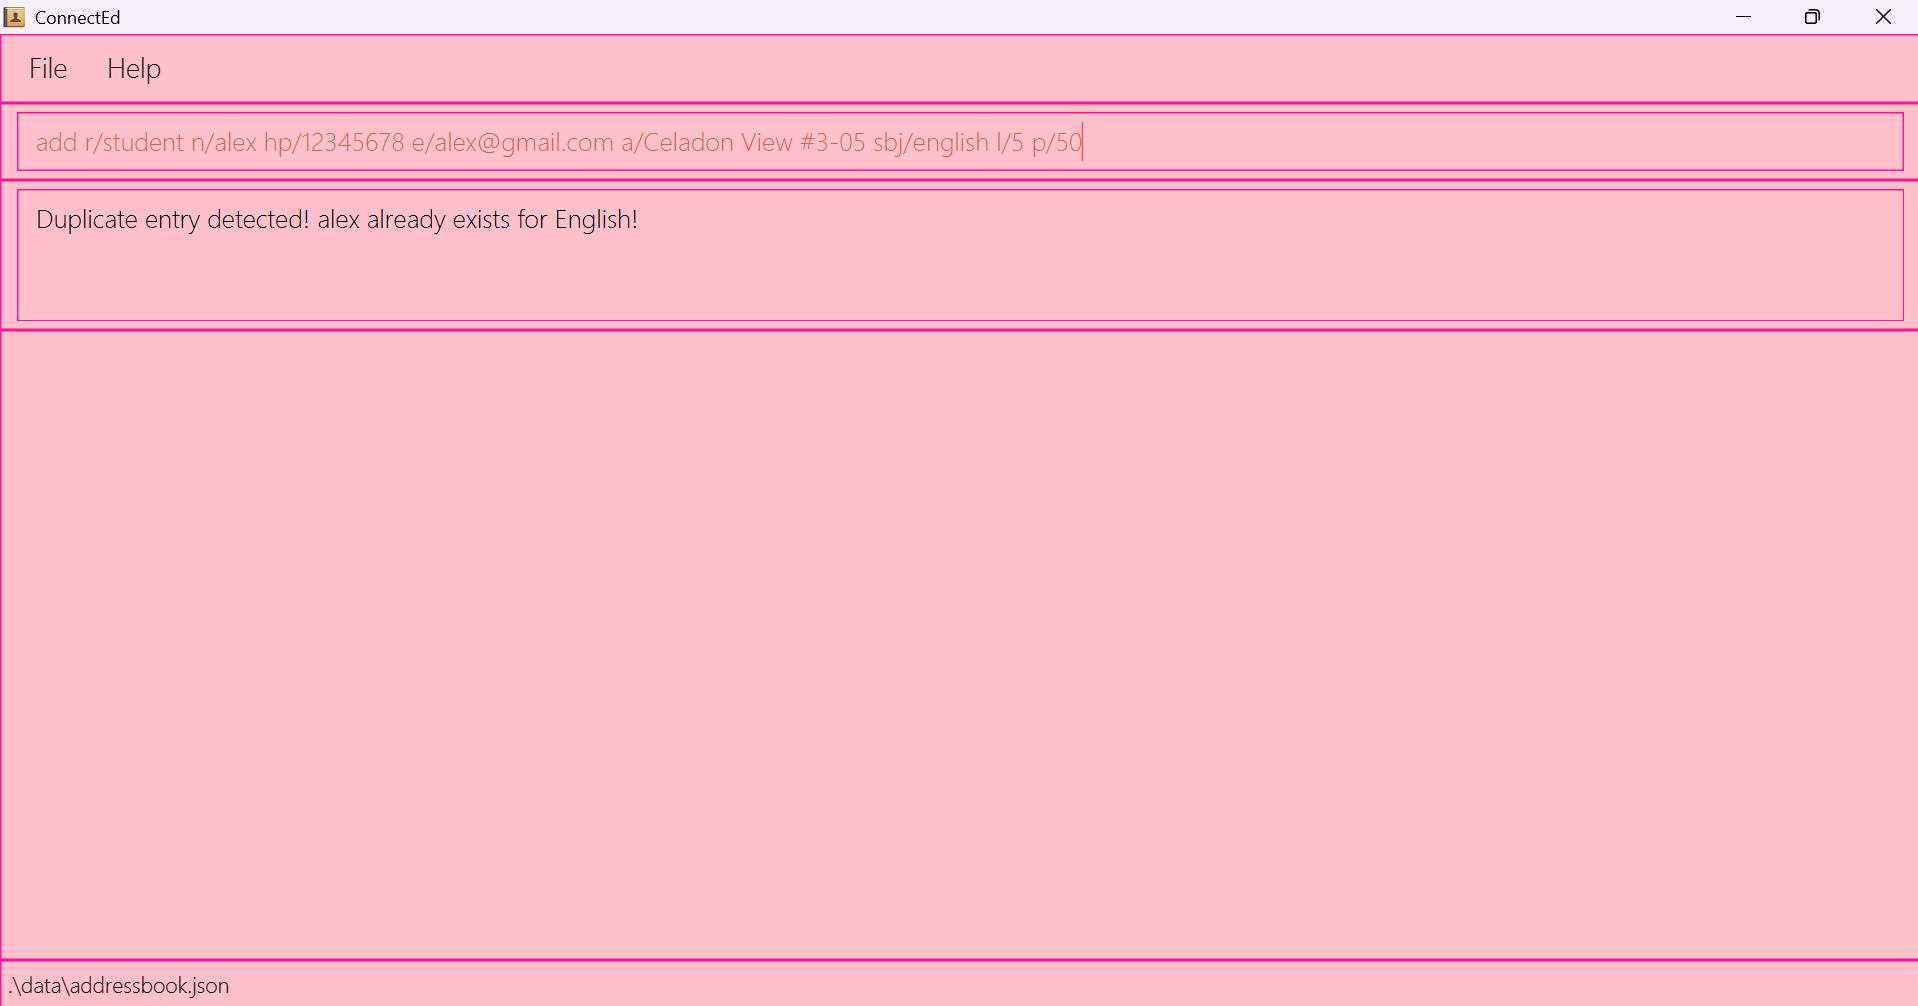 ConnectEd
File Help
add r/student n/alex hp/12345678 e/alex@gmail.com a/Celadon View #3-05 sbj/english l/5 p/50
Duplicate entry detected! alex already exists for English!
.\data\addressbook.json